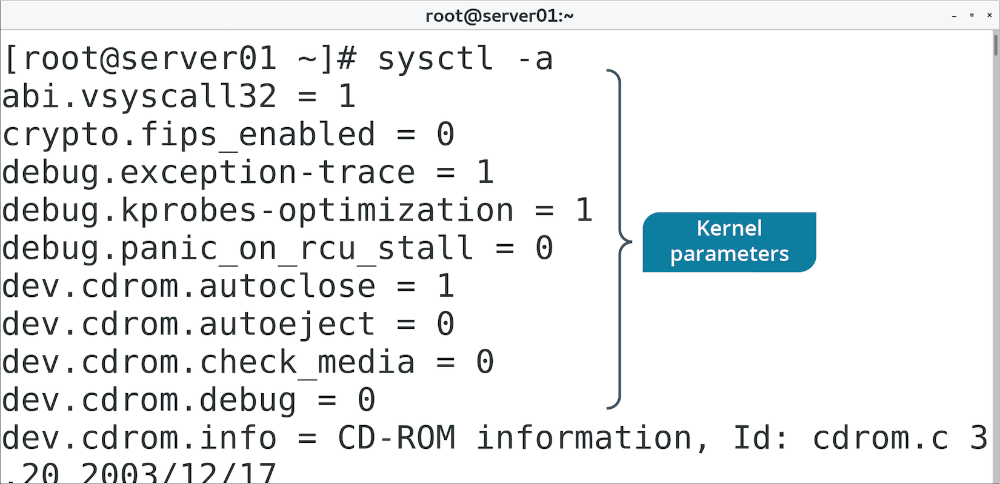 root@server01:~
[root@server01 ~]# sysctl -a
abi.vsyscall32 = 1
crypto.fips_enabled = 0
debug.exception-trace = 1
debug.kprobes-optimization = 1
debug.panic_on_rcu_stall = 0
dev.cdrom.autoclose = 1
dev.cdrom.autoeject = 0
dev.cdrom.check_media = 0
dev.cdrom.debug = 0
dev.cdrom.info = CD-ROM information, Id: cdrom.c 3
.20 2003/12/17
Kernel
parameters